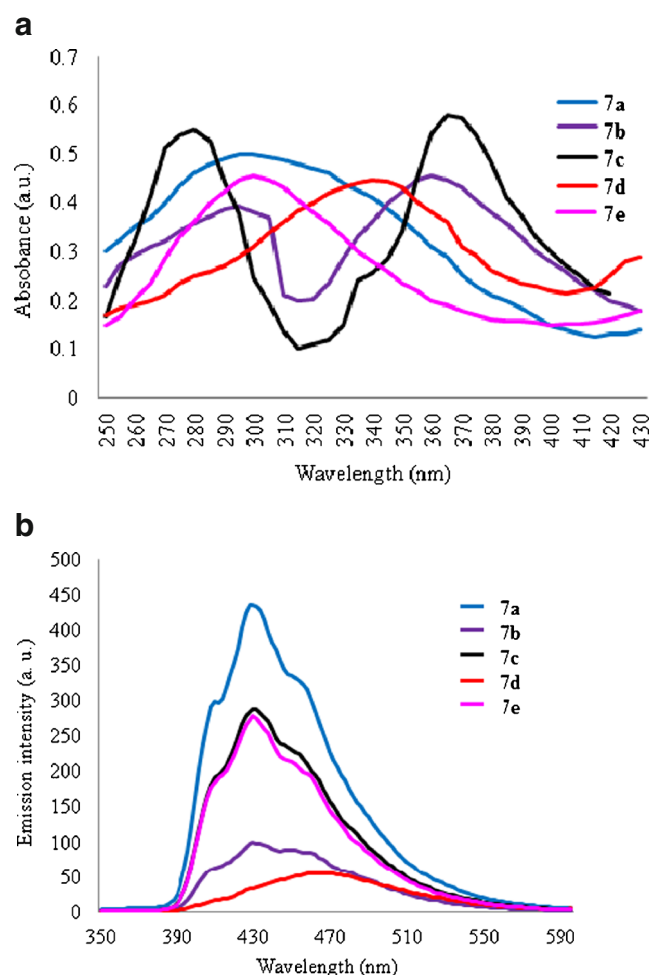 a
0.7
0.6
0.5
0.4
0.3
0.2
0.1
0
Absobance (a.u.)
7a
7b
7c
7d
7e
250 260 270 280 290 300 310 320 330 340 350 360 370 380 390 400 410 420 430
Wavelength (nm)
b
500
450
400
350
300
250
200
150
100
50
0
Emission intensity (a. u.)
7a
7b
7c
7d
7e
350 390 430 470 510 550 590
Wavelength (nm)